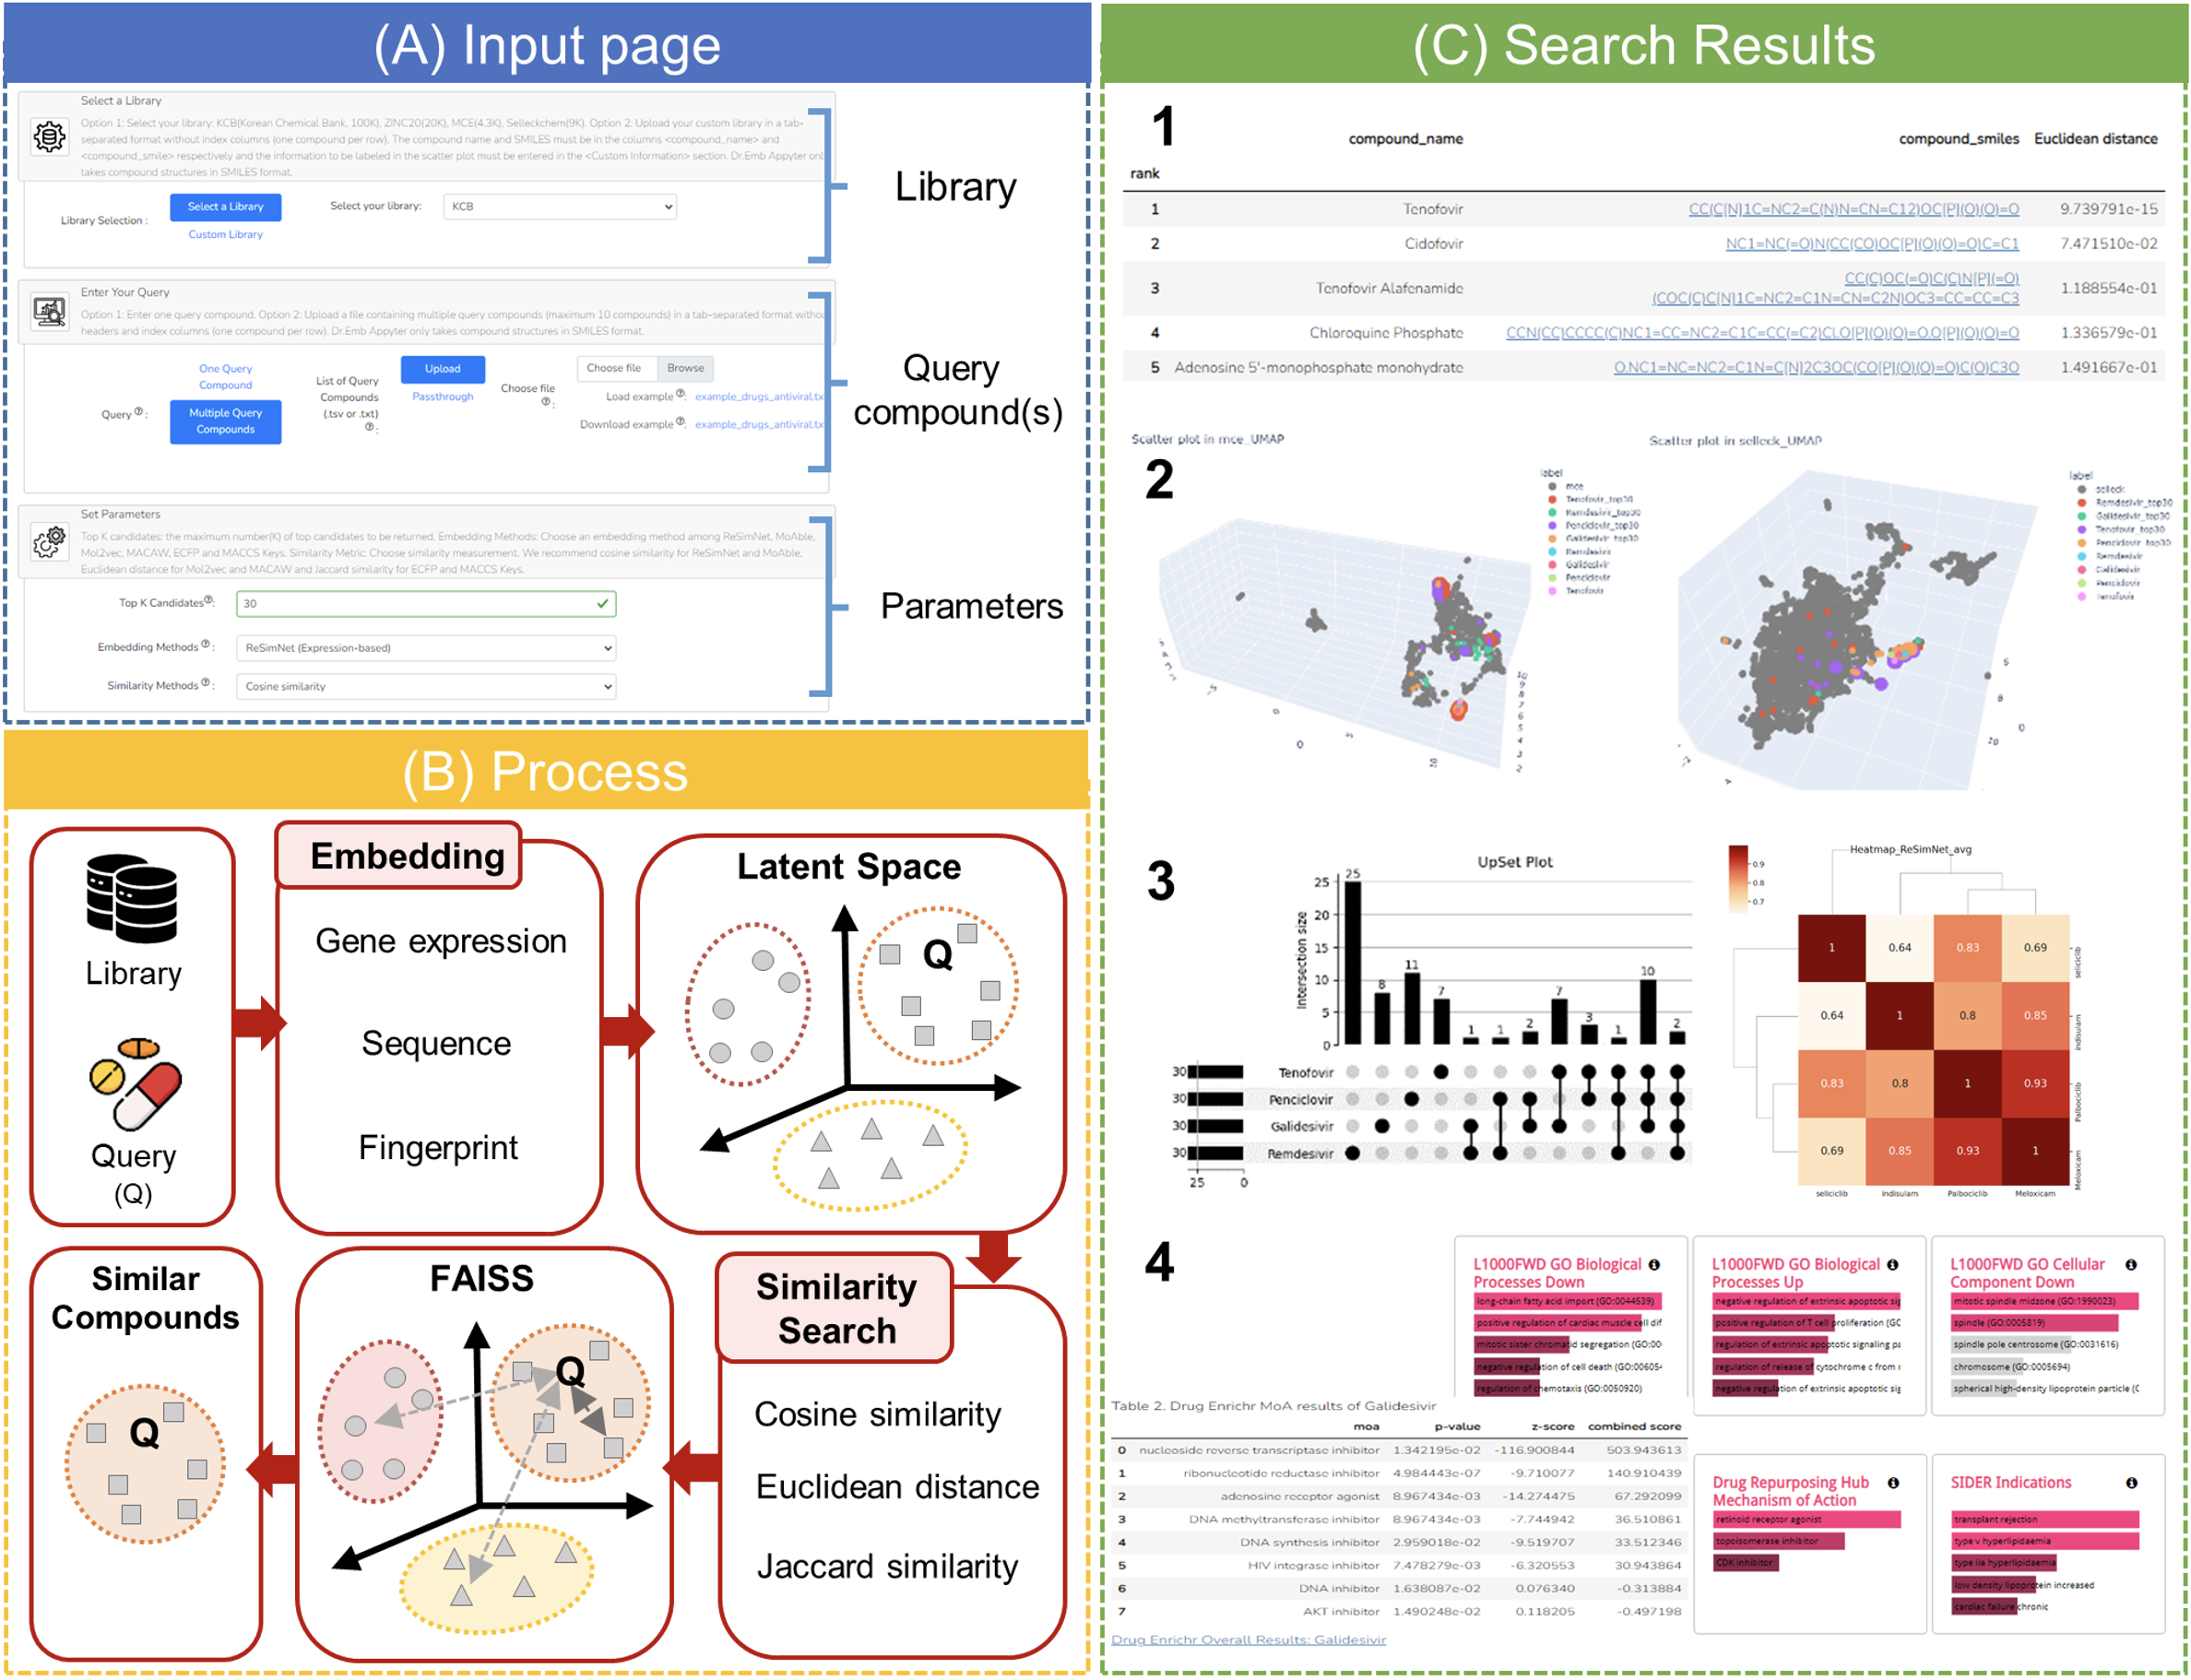 (A) Input page
Select a Library
Option 1: Select your library: KCB(Korean Chemical Bank, 100K), ZINC20(20K), MCE(4.3K), Selleckchem(9K). Option 2: Upload your custom library in a tab-
separated format without index columns (one compound per row). The compound name and SMILES must be in the columns <compound_name> and
<compound_smile> respectively and the information to be labeled in the scatter plot must be entered in the <Custom Information> section. Dr.Emb Appyter only
takes compound structures in SMILES format.
Library Selection :
Select a Library
Custom Library
Select your library:
KCB
Library
Enter Your Query
Option 1: Enter one query compound. Option 2: Upload a file containing multiple query compounds (maximum 10 compounds) in a tab-separated format without
headers and index columns (one compound per row). Dr.Emb Appyter only takes compound structures in SMILES format.
Query ? :
One Query
Compound
Multiple Query
Compounds
List of Query
Compounds
(.tsv or .txt)
? :
Upload
Passthrough
Choose file
? :
Choose file
Browse
Load example ? : example_drugs_antiviral.tx
Download example ? : example_drugs_antiviral.tx
Query
compound(s)
Set Parameters
Top K candidates: the maximum number(K) of top candidates to be returned. Embedding Methods: Choose an embedding method among ReSimNet, MoAble,
Mol2vec, MACAW, ECFP and MACCS Keys. Similarity Metric: Choose similarity measurement. We recommend cosine similarity for ReSimNet and MoAble,
Euclidean distance for Mol2vec and MACAW and Jaccard similarity for ECFP and MACCS Keys.
Top K Candidates ? : 30
Embedding Methods ? : ReSimNet (Expression-based)
Similarity Methods ? : Cosine similarity
Parameters
(B) Process
Library
Query
(Q)
Embedding
Gene expression
Sequence
Fingerprint
Latent Space
Q
Similarity
Search
Cosine similarity
Euclidean distance
Jaccard similarity
FAISS
Q
Similar
Compounds
Q
(C) Search Results
1
compound_name compound_smiles Euclidean distance
rank
1 Tenofovir CC(C[N]1C=NC2=C(N)N=CN=C12)OC[P](O)(O)=O 9.739791e-15
2 Cidofovir NC1=NC(=O)N(CC(CO)OC[P](O)(O)=O)C=C1 7.471510e-02
3 Tenofovir Alafenamide CC(C)OC(=O)C(C)N[P](=O)
(COC(C)C[N]1C=NC2=C1N=CN=C2N)OC3=CC=CC=C3 1.188554e-01
4 Chloroquine Phosphate CCN(CC)CCCC(C)NC1=CC=NC2=C1C=CC(=C2)Cl.O[P](O)(O)=O.O[P](O)(O)=O 1.336579e-01
5 Adenosine 5'-monophosphate monohydrate O.NC1=NC=NC2=C1N=C[N]2C3OC(CO[P](O)(O)=O)C(O)C3O 1.491667e-01
2
Scatter plot in mce_UMAP
label
mce
Tenofovir_top30
Remdesivir_top30
Penciclovir_top30
Galidesivir_top30
Remdesivir
Galidesivir
Penciclovir
Tenofovir
Scatter plot in selleck_UMAP
label
selleck
Remdesivir_top30
Galidesivir_top30
Tenofovir_top30
Penciclovir_top30
Remdesivir
Galidesivir
Penciclovir
Tenofovir
3
UpSet Plot
Intersection size
25
20
15
10
5
0
25 8 11 7 1 1 2 7 3 1 10 2
30 Tenofovir
30 Penciclovir
30 Galidesivir
30 Remdesivir
25 0
Heatmap_ReSimNet_avg
0.9
0.8
0.7
1 0.64 0.83 0.69 seliciclib
0.64 1 0.8 0.85 indisulam
0.83 0.8 1 0.93 Palbociclib
0.69 0.85 0.93 1 Meloxicam
seliciclib indisulam Palbociclib Meloxicam
4
L1000FWD GO Biological
Processes Down
long-chain fatty acid import (GO:0044539)
positive regulation of cardiac muscle cell dif
mitotic sister chromatid segregation (GO:00
negative regulation of cell death (GO:00605
regulation of chemotaxis (GO:0050920)
L1000FWD GO Biological
Processes Up
negative regulation of extrinsic apoptotic sig
positive regulation of T cell proliferation (GO
regulation of extrinsic apoptotic signaling pa
regulation of release of cytochrome c from
negative regulation of extrinsic apoptotic sig
L1000FWD GO Cellular
Component Down
mitotic spindle midzone (GO:1990023)
spindle (GO:0005819)
spindle pole centrosome (GO:0031616)
chromosome (GO:0005694)
spherical high-density lipoprotein particle (
Table 2. Drug Enrichr MoA results of Galidesivir
moa p-value z-score combined score
0 nucleoside reverse transcriptase inhibitor 1.342195e-02 -116.900844 503.943613
1 ribonucleotide reductase inhibitor 4.984443e-07 -9.710077 140.910439
2 adenosine receptor agonist 8.967434e-03 -14.274475 67.292099
3 DNA methyltransferase inhibitor 8.967434e-03 -7.744942 36.510861
4 DNA synthesis inhibitor 2.959018e-02 -9.519707 33.512346
5 HIV integrase inhibitor 7.478279e-03 -6.320553 30.943864
6 DNA inhibitor 1.638087e-02 0.076340 -0.313884
7 AKT inhibitor 1.490248e-02 0.118205 -0.497198
Drug Enrichr Overall Results: Galidesivir
Drug Repurposing Hub
Mechanism of Action
retinoid receptor agonist
topoisomerase inhibitor
CDK inhibitor
SIDER Indications
transplant rejection
type v hyperlipidaemia
type iia hyperlipidaemia
low density lipoprotein increased
cardiac failure chronic